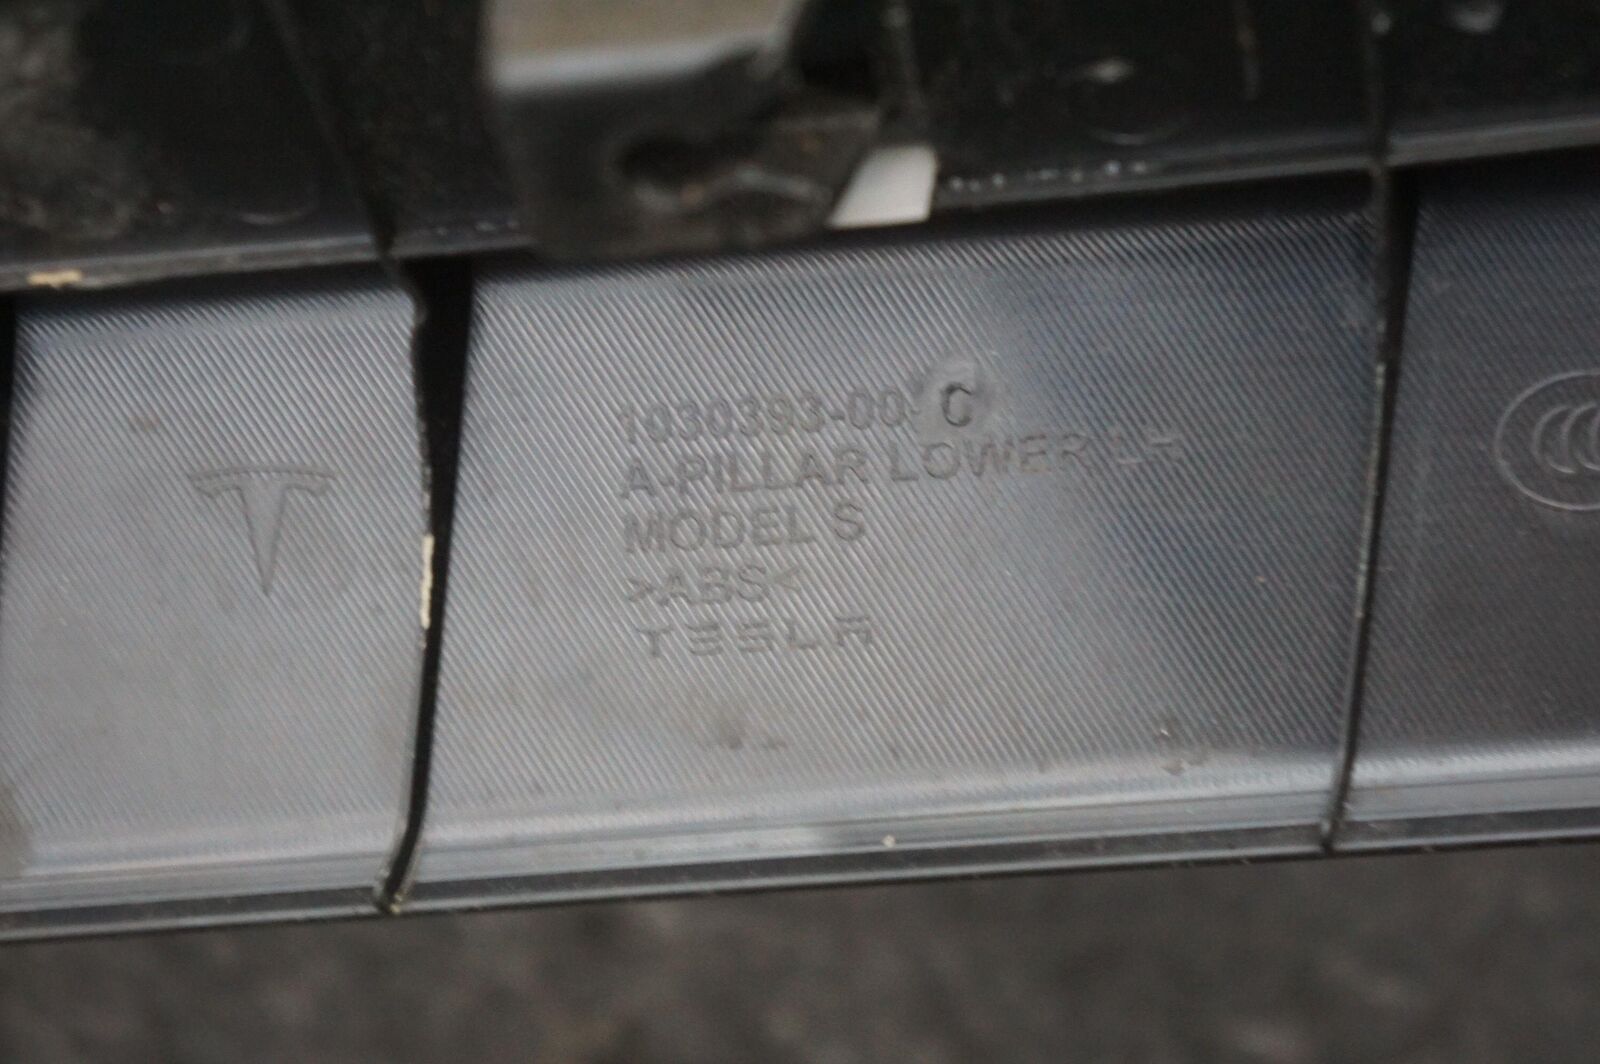 1030393-00-C
A-PILLAR LOWER LH
MODEL S
>ABS<
TESLA